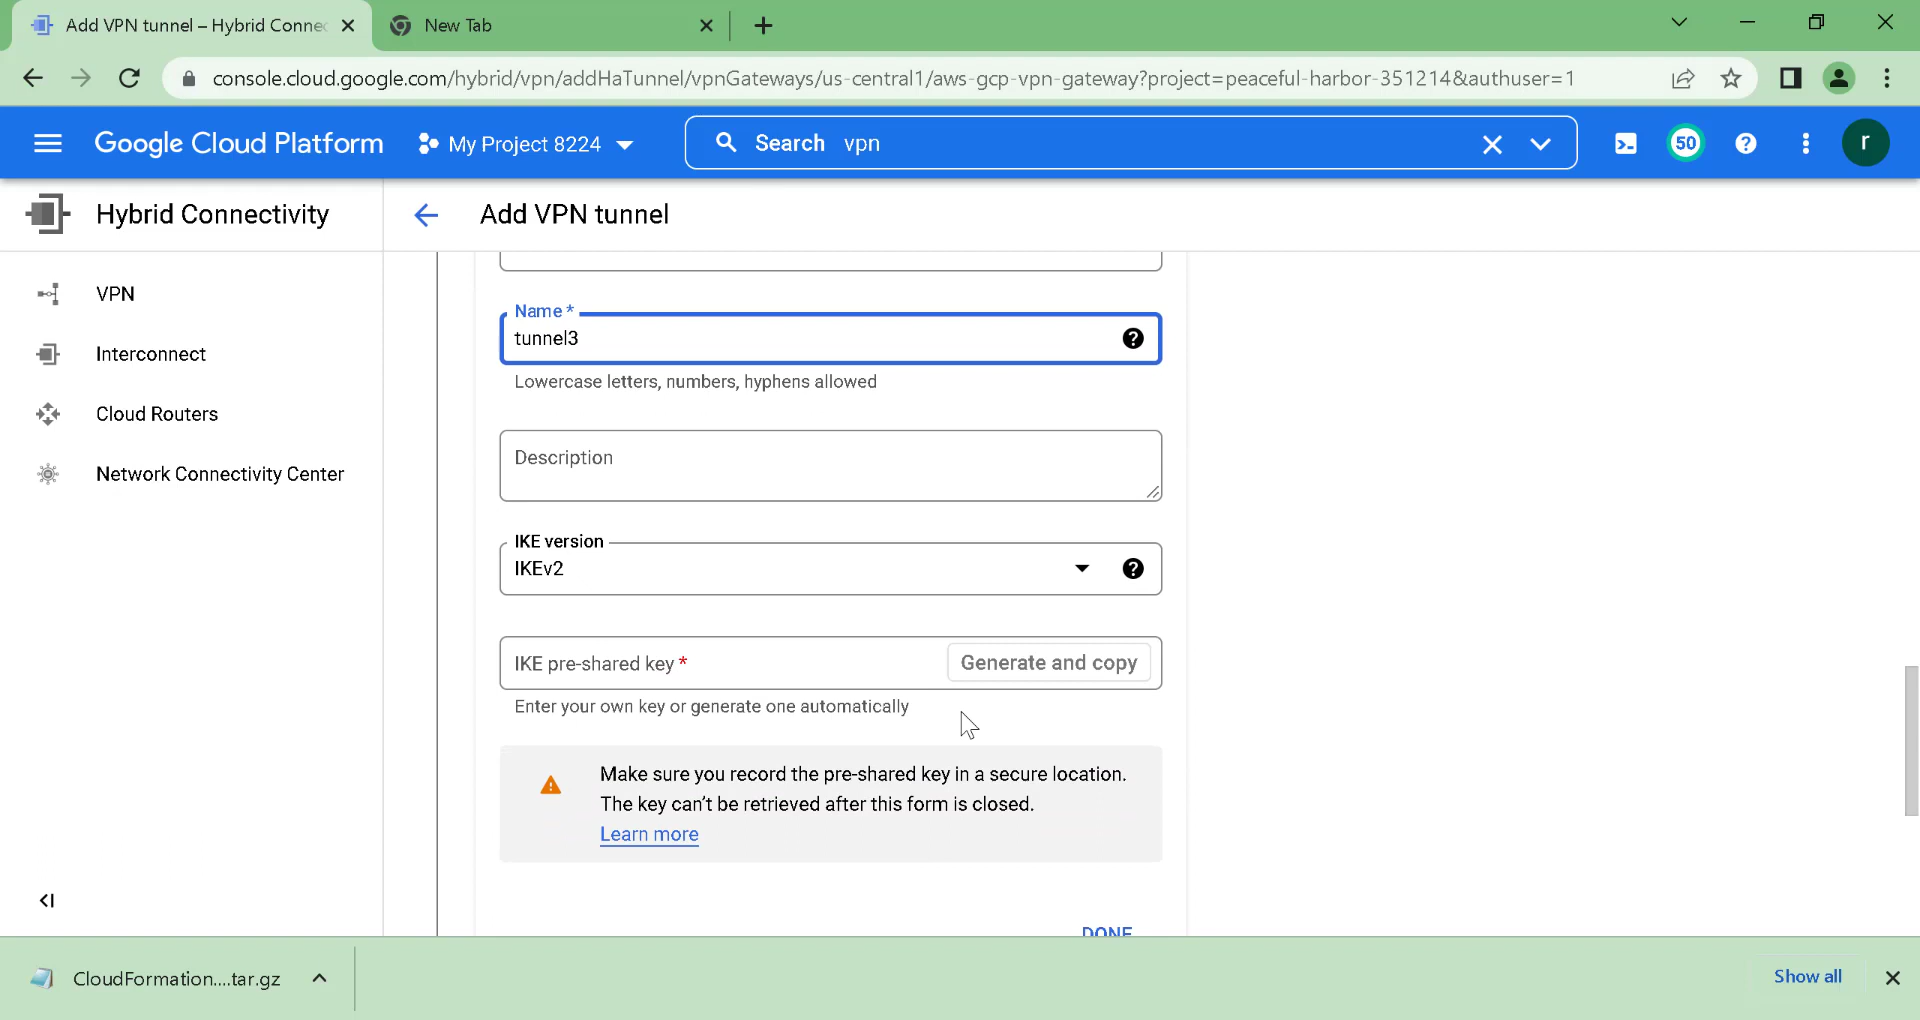 Add VPN tunnel – Hybrid Connec
New Tab
console.cloud.google.com/hybrid/vpn/addHaTunnel/vpnGateways/us-central1/aws-gcp-vpn-gateway?project=peaceful-harbor-351214&authuser=1
Google Cloud Platform
My Project 8224
Search vpn
50
r
Hybrid Connectivity
Add VPN tunnel
VPN
Interconnect
Cloud Routers
Network Connectivity Center
Name *
tunnel3
Lowercase letters, numbers, hyphens allowed
Description
IKE version
IKEv2
IKE pre-shared key *
Generate and copy
Enter your own key or generate one automatically
Make sure you record the pre-shared key in a secure location.
The key can't be retrieved after this form is closed.
Learn more
DONE
CloudFormation....tar.gz
Show all